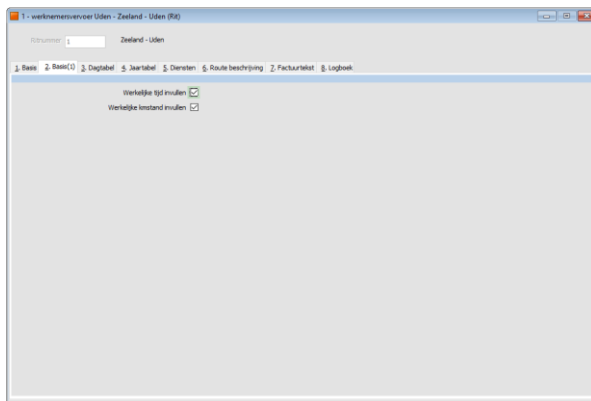 1 - werknemersvervoer Uden - Zeeland - Uden (Rit)
Ritnummer 1 Zeeland - Uden
1. Basis 2. Basis(1) 3. Dagtabel 4. Jaartabel 5. Diensten 6. Route beschrijving 7. Factuurtekst 8. Logboek
Werkelijke tijd invullen
Werkelijke kmstand invullen